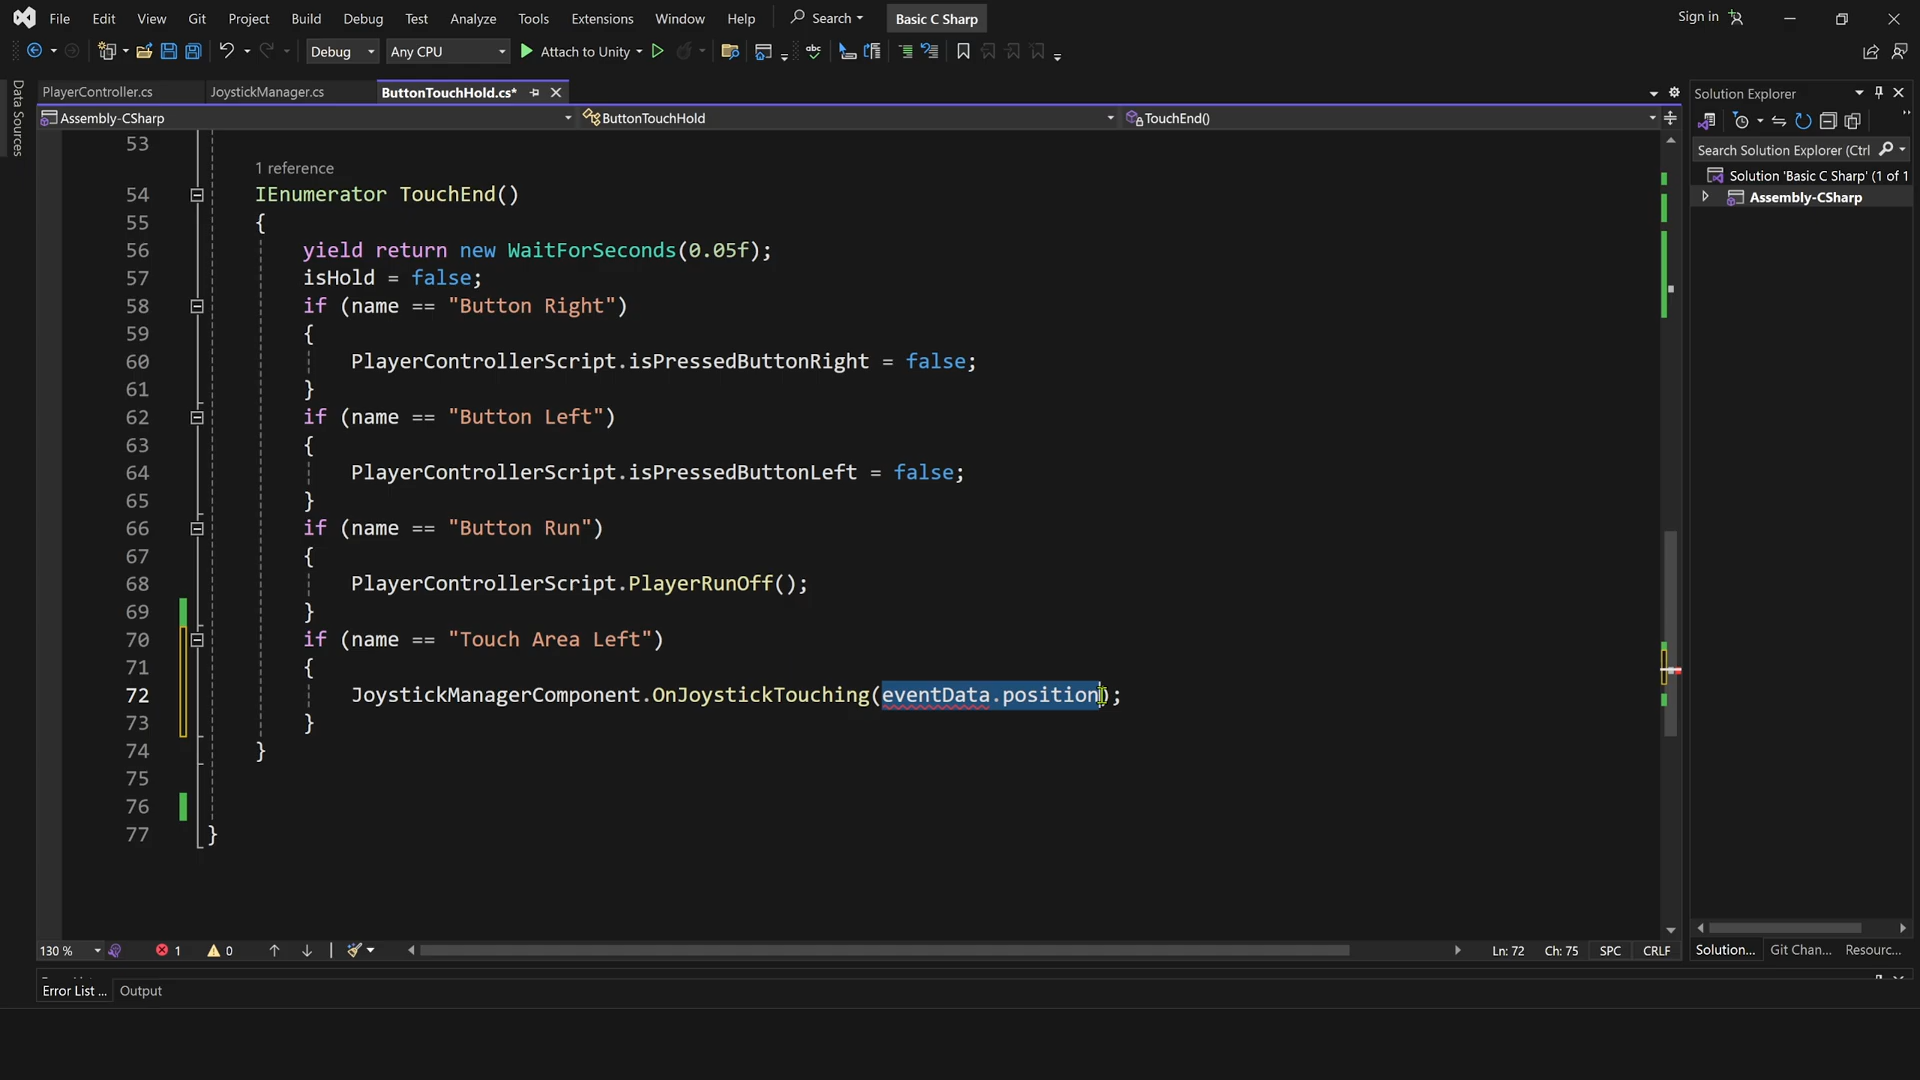 File Edit View Git Project Build Debug Test Analyze Tools Extensions Window Help Search Basic C Sharp Sign in
Debug Any CPU Attach to Unity
PlayerController.cs JoystickManager.cs ButtonTouchHold.cs*
Assembly-CSharp ButtonTouchHold TouchEnd()
Data Sources
53
1 reference
54 IEnumerator TouchEnd()
55 {
56 yield return new WaitForSeconds(0.05f);
57 isHold = false;
58 if (name == "Button Right")
59 {
60 PlayerControllerScript.isPressedButtonRight = false;
61 }
62 if (name == "Button Left")
63 {
64 PlayerControllerScript.isPressedButtonLeft = false;
65 }
66 if (name == "Button Run")
67 {
68 PlayerControllerScript.PlayerRunOff();
69 }
70 if (name == "Touch Area Left")
71 {
72 JoystickManagerComponent.OnJoystickTouching(eventData.position);
73 }
74 }
75
76
77 }
130 % 1 0 Ln: 72 Ch: 75 SPC CRLF
Error List ... Output
Solution Explorer
Search Solution Explorer (Ctrl
Solution 'Basic C Sharp' (1 of 1
Assembly-CSharp
Solution... Git Chan... Resourc...